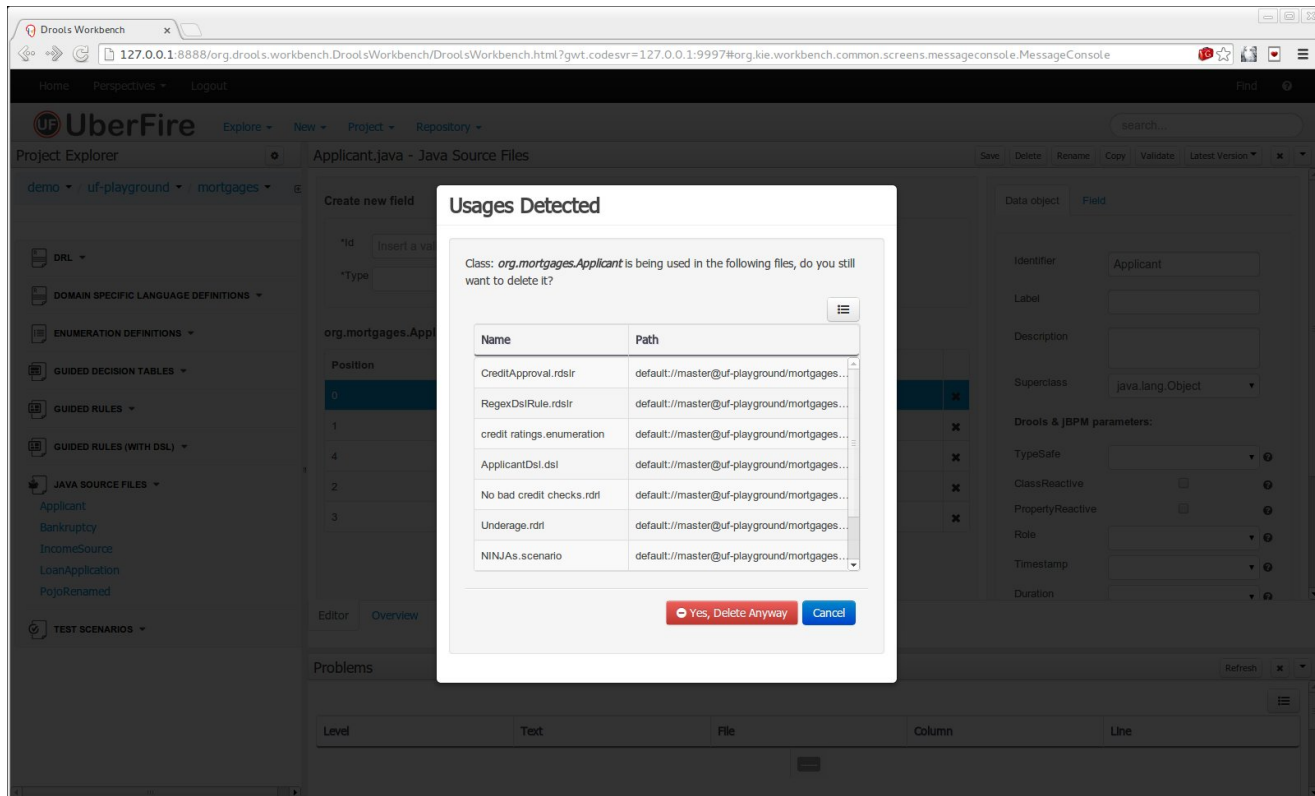 Drools Workbench
127.0.0.1:8888/org.drools.workbench.DroolsWorkbench/DroolsWorkbench.html?gwt.codesvr=127.0.0.1:9997#org.kie.workbench.common.screens.messageconsole.MessageConsole
Home Perspectives Logout Find
UF UberFire Explore New Project Repository search...
Project Explorer
Applicant.java - Java Source Files Save Delete Rename Copy Validate Latest Version
demo / uf-playground / mortgages
DRL
DOMAIN SPECIFIC LANGUAGE DEFINITIONS
ENUMERATION DEFINITIONS
GUIDED DECISION TABLES
GUIDED RULES
GUIDED RULES (WITH DSL)
JAVA SOURCE FILES
Applicant
Bankruptcy
IncomeSource
LoanApplication
PojoRenamed
TEST SCENARIOS
Create new field
*Id Insert a val
*Type
org.mortgages.Appl
Position
0
1
4
2
3
Editor Overview
Usages Detected
Class: org.mortgages.Applicant is being used in the following files, do you still
want to delete it?
Name Path
CreditApproval.rdslr default://master@uf-playground/mortgages...
RegexDslRule.rdslr default://master@uf-playground/mortgages...
credit ratings.enumeration default://master@uf-playground/mortgages...
ApplicantDsl.dsl default://master@uf-playground/mortgages...
No bad credit checks.rdrl default://master@uf-playground/mortgages...
Underage.rdrl default://master@uf-playground/mortgages...
NINJAs.scenario default://master@uf-playground/mortgages...
Yes, Delete Anyway Cancel
Data object Field
Identifier Applicant
Label
Description
Superclass java.lang.Object
Drools & jBPM parameters:
TypeSafe
ClassReactive
PropertyReactive
Role
Timestamp
Duration
Problems Refresh
Level Text File Column Line